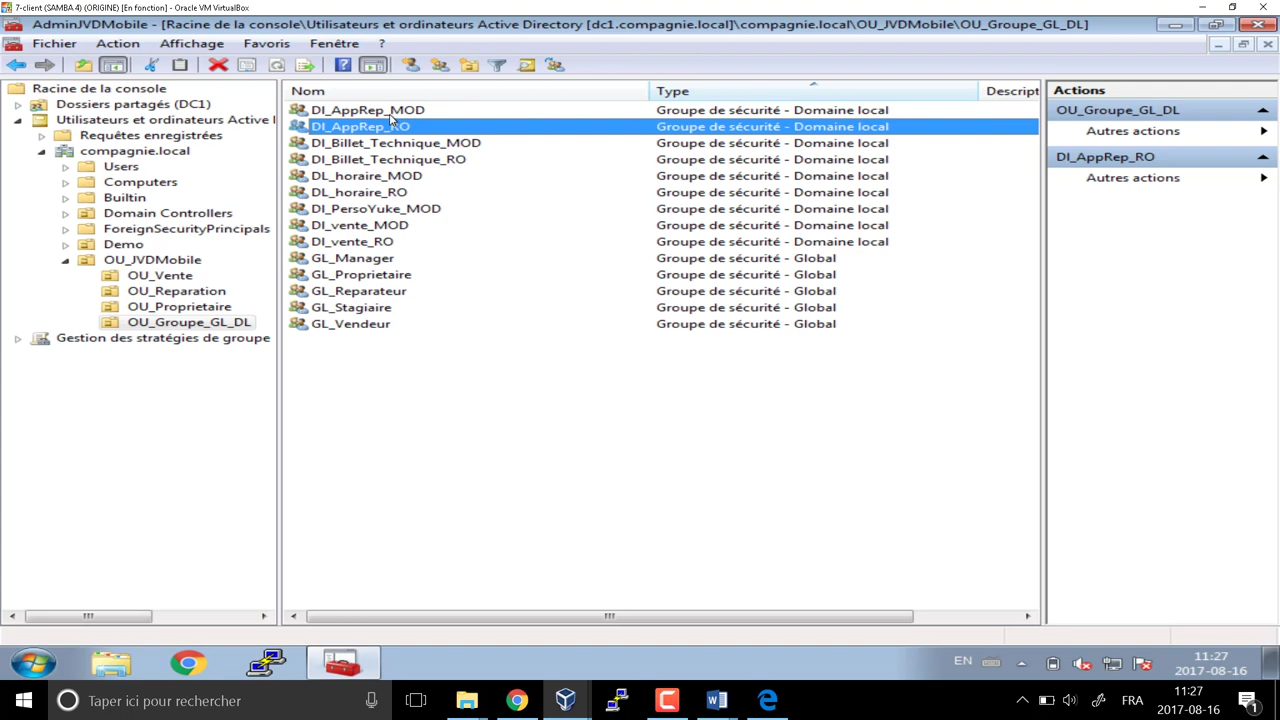 7-client (SAMBA 4) (ORIGINE) [En fonction] - Oracle VM VirtualBox
AdminJVDMobile - [Racine de la console\Utilisateurs et ordinateurs Active Directory [dc1.compagnie.local]\compagnie.local\OU_JVDMobile\OU_Groupe_GL_DL]
Fichier Action Affichage Favoris Fenêtre ?
Racine de la console
Dossiers partagés (DC1)
Utilisateurs et ordinateurs Active
Requêtes enregistrées
compagnie.local
Users
Computers
Builtin
Domain Controllers
ForeignSecurityPrincipals
Demo
OU_JVDMobile
OU_Vente
OU_Reparation
OU_Proprietaire
OU_Groupe_GL_DL
Gestion des stratégies de groupe
Nom Type Descript
DI_AppRep_MOD Groupe de sécurité - Domaine local
DI_AppRep_RO Groupe de sécurité - Domaine local
DI_Billet_Technique_MOD Groupe de sécurité - Domaine local
DI_Billet_Technique_RO Groupe de sécurité - Domaine local
DL_horaire_MOD Groupe de sécurité - Domaine local
DL_horaire_RO Groupe de sécurité - Domaine local
DI_PersoYuke_MOD Groupe de sécurité - Domaine local
DI_vente_MOD Groupe de sécurité - Domaine local
DI_vente_RO Groupe de sécurité - Domaine local
GL_Manager Groupe de sécurité - Global
GL_Proprietaire Groupe de sécurité - Global
GL_Reparateur Groupe de sécurité - Global
GL_Stagiaire Groupe de sécurité - Global
GL_Vendeur Groupe de sécurité - Global
Actions
OU_Groupe_GL_DL
Autres actions
DI_AppRep_RO
Autres actions
EN 11:27
2017-08-16
Taper ici pour rechercher
FRA 11:27
2017-08-16
1